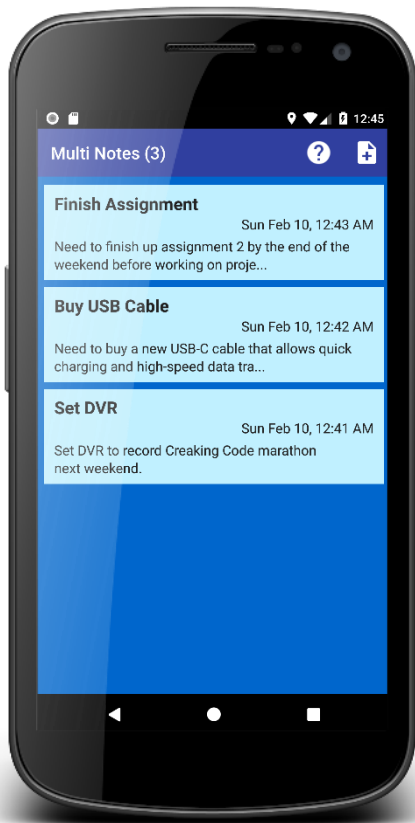 12:45
Multi Notes (3)
Finish Assignment
Sun Feb 10, 12:43 AM
Need to finish up assignment 2 by the end of the
weekend before working on proje...
Buy USB Cable
Sun Feb 10, 12:42 AM
Need to buy a new USB-C cable that allows quick
charging and high-speed data tra...
Set DVR
Sun Feb 10, 12:41 AM
Set DVR to record Creaking Code marathon
next weekend.